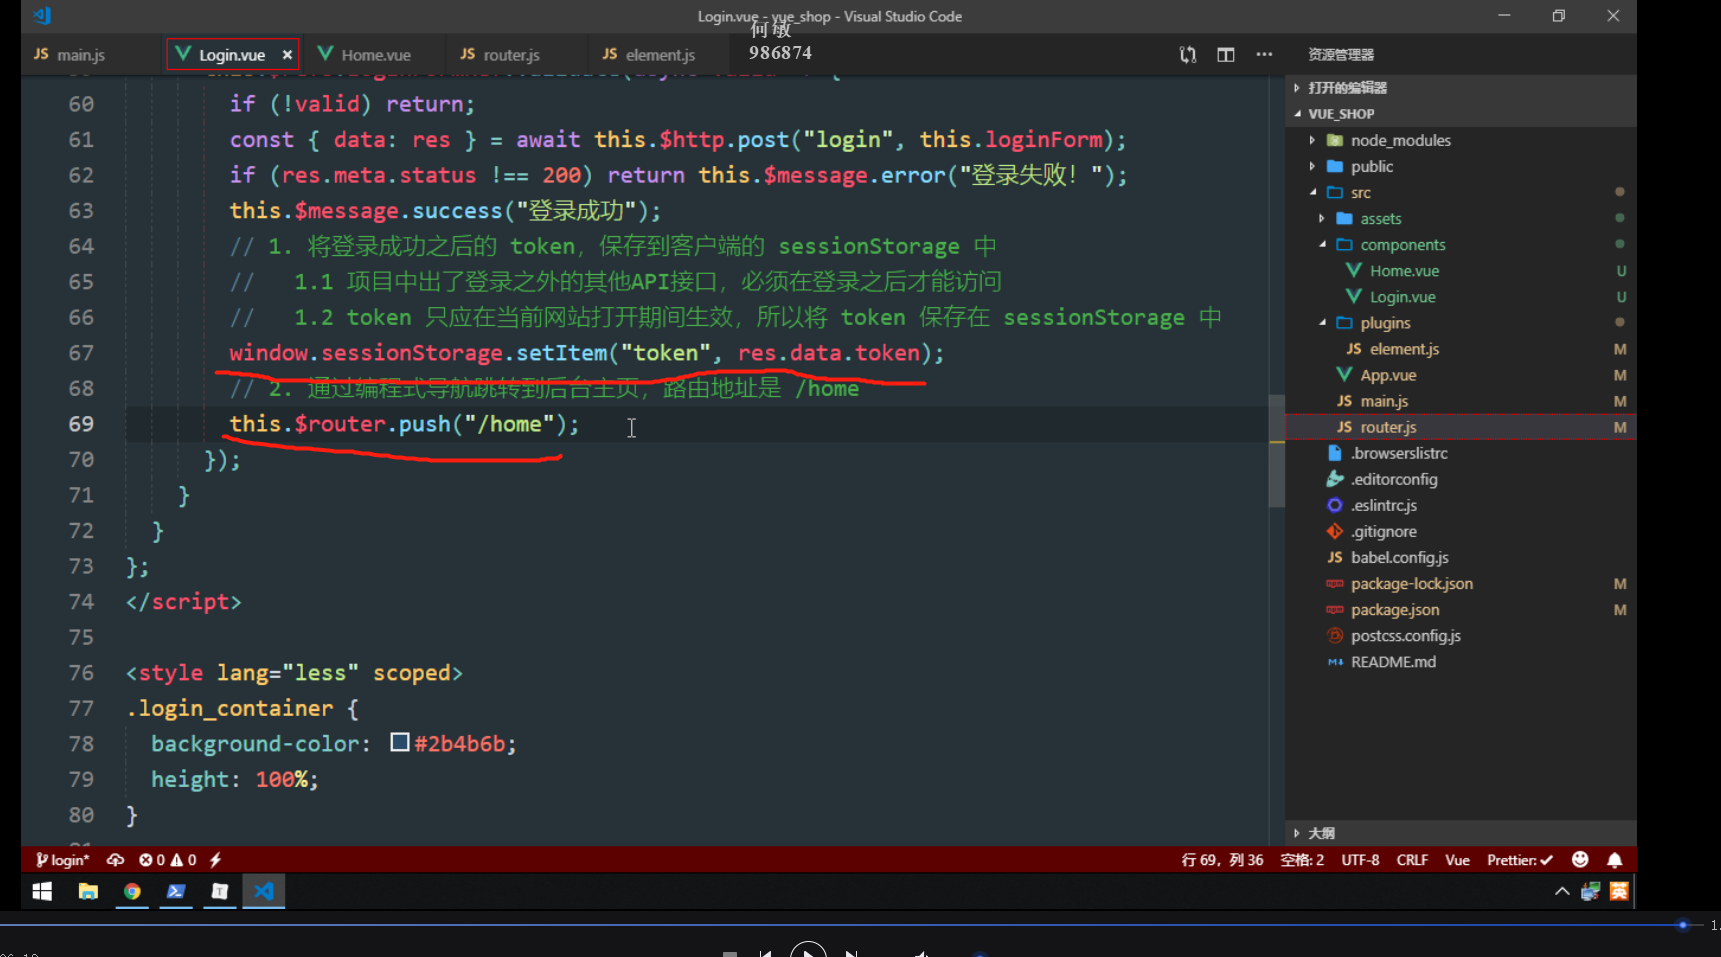 Login.vue - vue_shop - Visual Studio Code
何敏
986874
JS main.js
Login.vue ×
Home.vue
JS router.js
JS element.js
60 if (!valid) return;
61 const { data: res } = await this.$http.post("login", this.loginForm);
62 if (res.meta.status !== 200) return this.$message.error("登录失败！");
63 this.$message.success("登录成功");
64 // 1. 将登录成功之后的 token，保存到客户端的 sessionStorage 中
65 //   1.1 项目中出了登录之外的其他API接口，必须在登录之后才能访问
66 //   1.2 token 只应在当前网站打开期间生效，所以将 token 保存在 sessionStorage 中
67 window.sessionStorage.setItem("token", res.data.token);
68 // 2. 通过编程式导航跳转到后台主页，路由地址是 /home
69 this.$router.push("/home");
70 });
71 }
72 }
73 };
74 </script>
75
76 <style lang="less" scoped>
77 .login_container {
78 background-color: #2b4b6b;
79 height: 100%;
80 }
资源管理器
打开的编辑器
VUE_SHOP
node_modules
public
src
assets
components
Home.vue U
Login.vue U
plugins
JS element.js M
App.vue M
JS main.js M
JS router.js M
.browserslistrc
.editorconfig
.eslintrc.js
.gitignore
JS babel.config.js
package-lock.json M
package.json M
postcss.config.js
README.md
大纲
login* 0 0
行 69，列 36 空格: 2 UTF-8 CRLF Vue Prettier: ✓
英